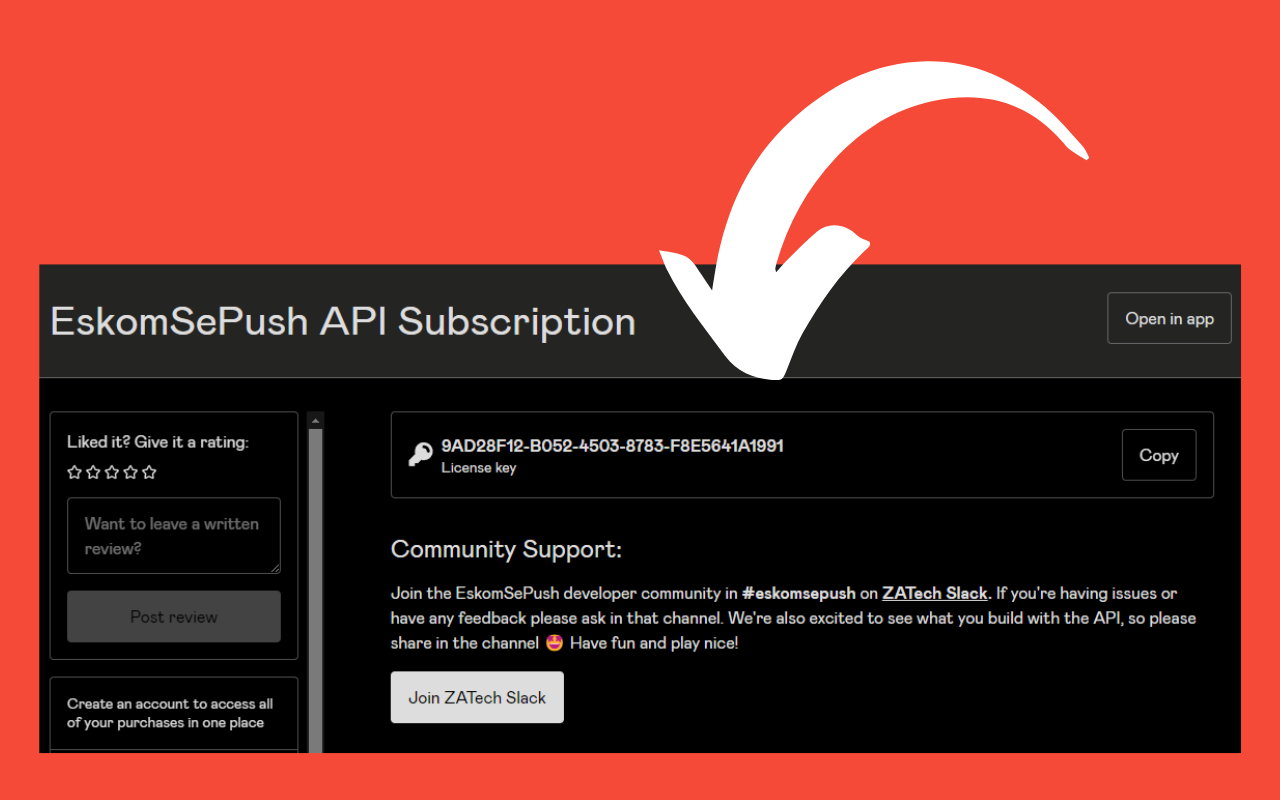 EskomSePush API Subscription
Open in app
Liked it? Give it a rating:
Want to leave a written
review?
Post review
Create an account to access all
of your purchases in one place
9AD28F12-B052-4503-8783-F8E5641A1991
License key
Copy
Community Support:
Join the EskomSePush developer community in #eskomsepush on ZATech Slack. If you're having issues or
have any feedback please ask in that channel. We're also excited to see what you build with the API, so please
share in the channel 🤩 Have fun and play nice!
Join ZATech Slack